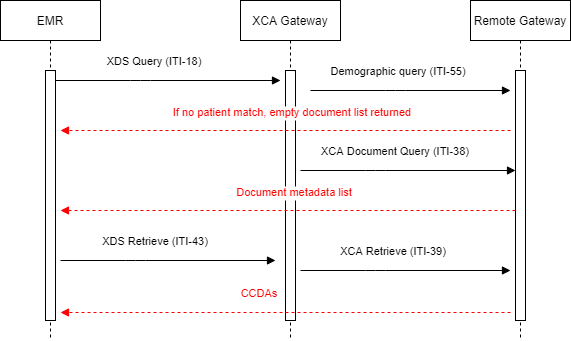 EMR
XCA Gateway
Remote Gateway
XDS Query (ITI-18)
Demographic query (ITI-55)
If no patient match, empty document list returned
XCA Document Query (ITI-38)
Document metadata list
XDS Retrieve (ITI-43)
XCA Retrieve (ITI-39)
CCDAs